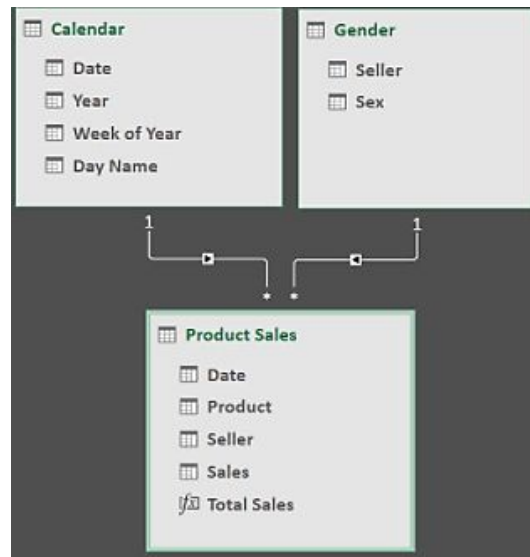 Calendar
Date
Year
Week of Year
Day Name
Gender
Seller
Sex
1
1
*
*
Product Sales
Date
Product
Seller
Sales
fx Total Sales